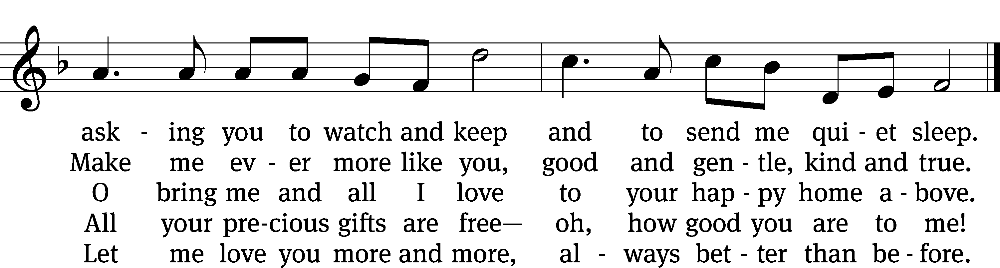 ask - ing you to watch and keep and to send me qui - et sleep.
Make me ev - er more like you, good and gen - tle, kind and true.
O bring me and all I love to your hap - py home a - bove.
All your pre-cious gifts are free— oh, how good you are to me!
Let me love you more and more, al - ways bet - ter than be - fore.